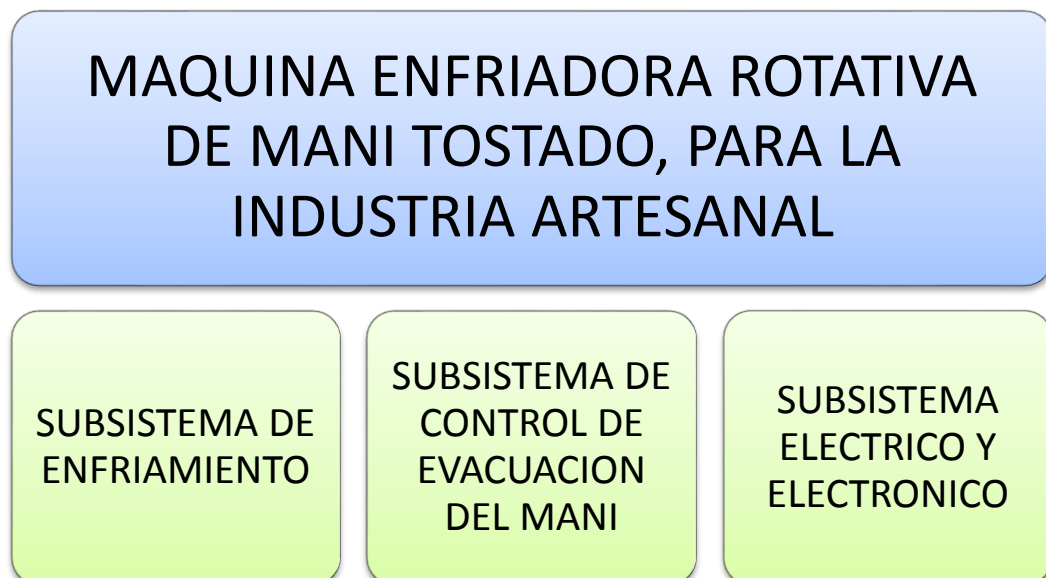 MAQUINA ENFRIADORA ROTATIVA
DE MANI TOSTADO, PARA LA
INDUSTRIA ARTESANAL
SUBSISTEMA DE
ENFRIAMIENTO
SUBSISTEMA DE
CONTROL DE
EVACUACION
DEL MANI
SUBSISTEMA
ELECTRICO Y
ELECTRONICO